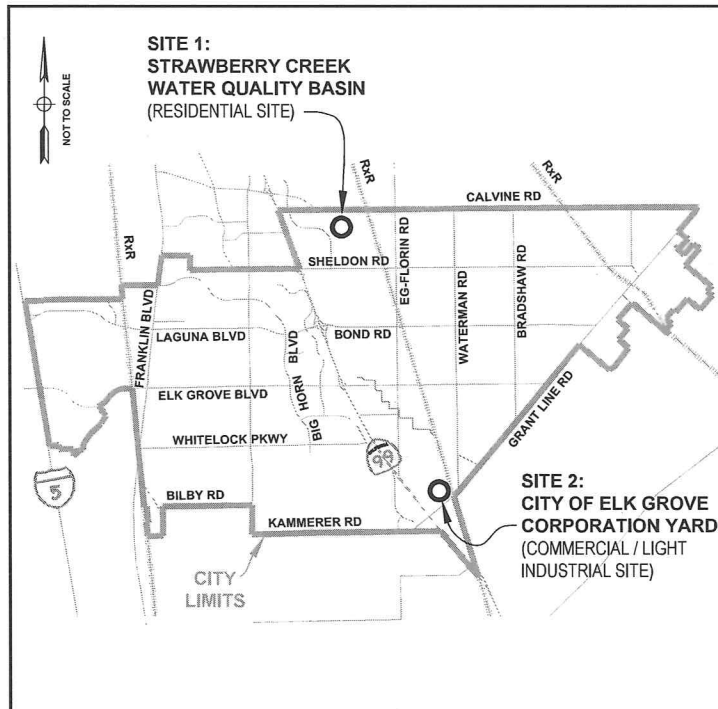 SITE 1:
STRAWBERRY CREEK
WATER QUALITY BASIN
(RESIDENTIAL SITE)
NOT TO SCALE
RxR
RxR
CALVINE RD
RxR
SHELDON RD
EG-FLORIN RD
WATERMAN RD
BRADSHAW RD
FRANKLIN BLVD
LAGUNA BLVD
BIG HORN BLVD
BOND RD
ELK GROVE BLVD
GRANT LINE RD
WHITELOCK PKWY
99
5
BILBY RD
KAMMERER RD
SITE 2:
CITY OF ELK GROVE
CORPORATION YARD
(COMMERCIAL / LIGHT
INDUSTRIAL SITE)
CITY
LIMITS